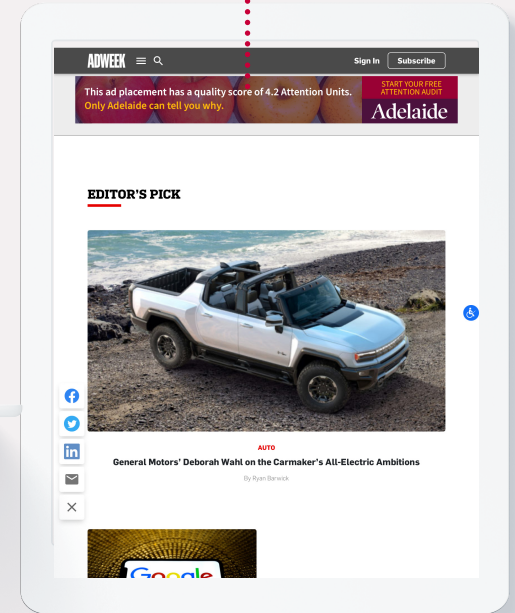 ADWEEK
Sign In
Subscribe
This ad placement has a quality score of 4.2 Attention Units.
Only Adelaide can tell you why.
START YOUR FREE
ATTENTION AUDIT
Adelaide
EDITOR'S PICK
AUTO
General Motors' Deborah Wahl on the Carmaker's All-Electric Ambitions
By Ryan Barwick
Google